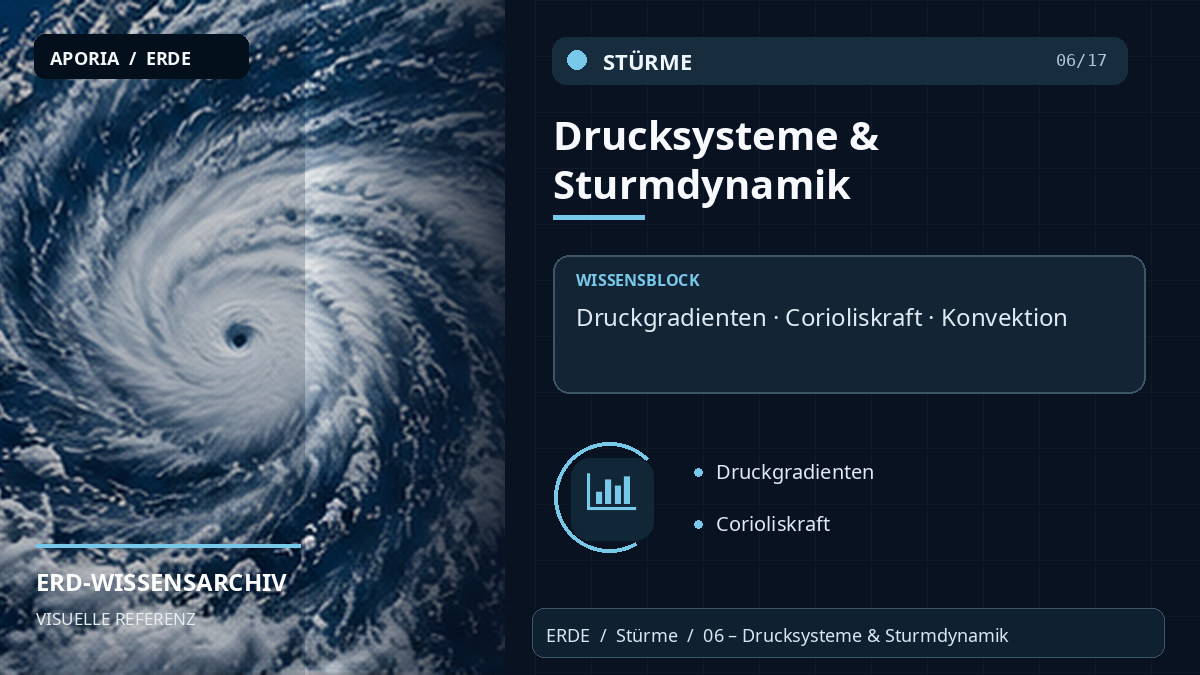 APORIA / ERDE
ERD-WISSENSARCHIV
VISUELLE REFERENZ
STÜRME
06/17
Drucksysteme &
Sturmdynamik
WISSENSBLOCK
Druckgradienten · Corioliskraft · Konvektion
Druckgradienten
Corioliskraft
ERDE / Stürme / 06 – Drucksysteme & Sturmdynamik